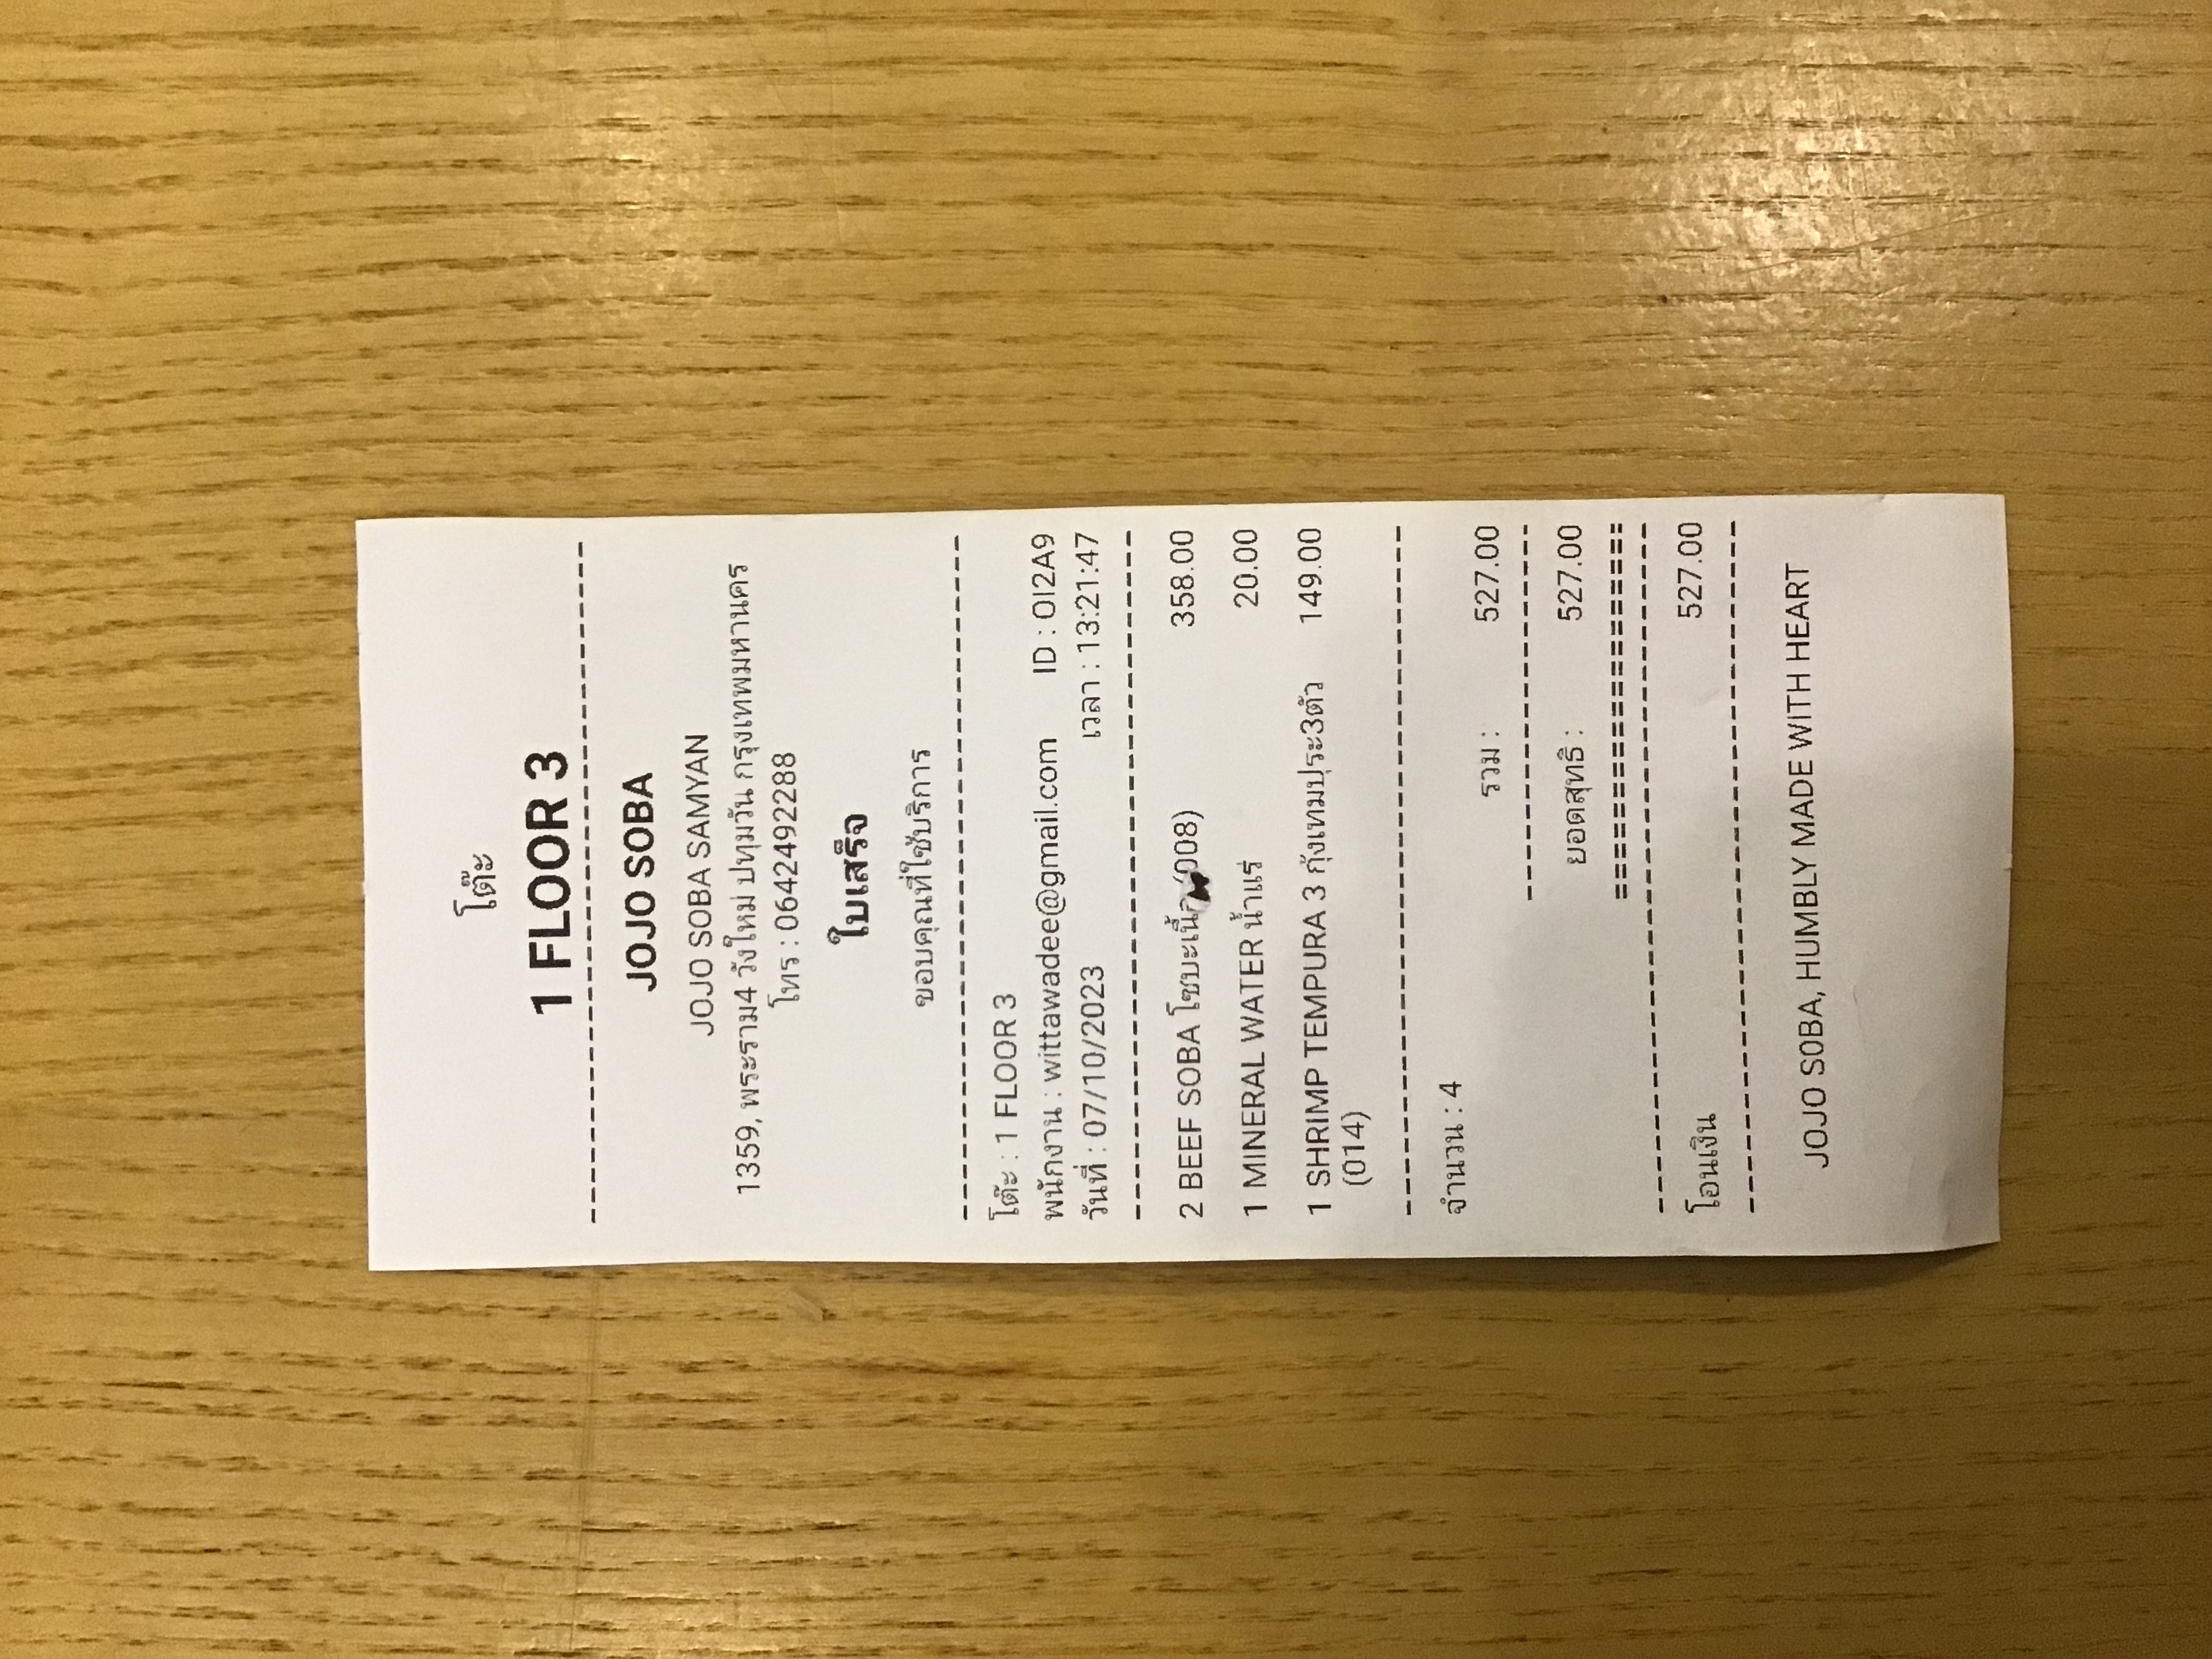 โต๊ะ
1 FLOOR 3
JOJO SOBA
JOJO SOBA SAMYAN
1359, พระราม4 วังใหม่ ปทุมวัน กรุงเทพมหานคร
โทร : 0642492288
ใบเสร็จ
ขอบคุณที่ใช้บริการ
โต๊ะ : 1 FLOOR 3
พนักงาน : wittawadee@gmail.com ID : OI2A9
วันที่ : 07/10/2023 เวลา : 13:21:47
2 BEEF SOBA โซบะเนื้อ (008) 358.00
1 MINERAL WATER น้ำแร่ 20.00
1 SHRIMP TEMPURA 3 กุ้งเทมปุระ3ตัว 149.00
(014)
จำนวน : 4
รวม : 527.00
ยอดสุทธิ : 527.00
โอนเงิน 527.00
JOJO SOBA, HUMBLY MADE WITH HEART